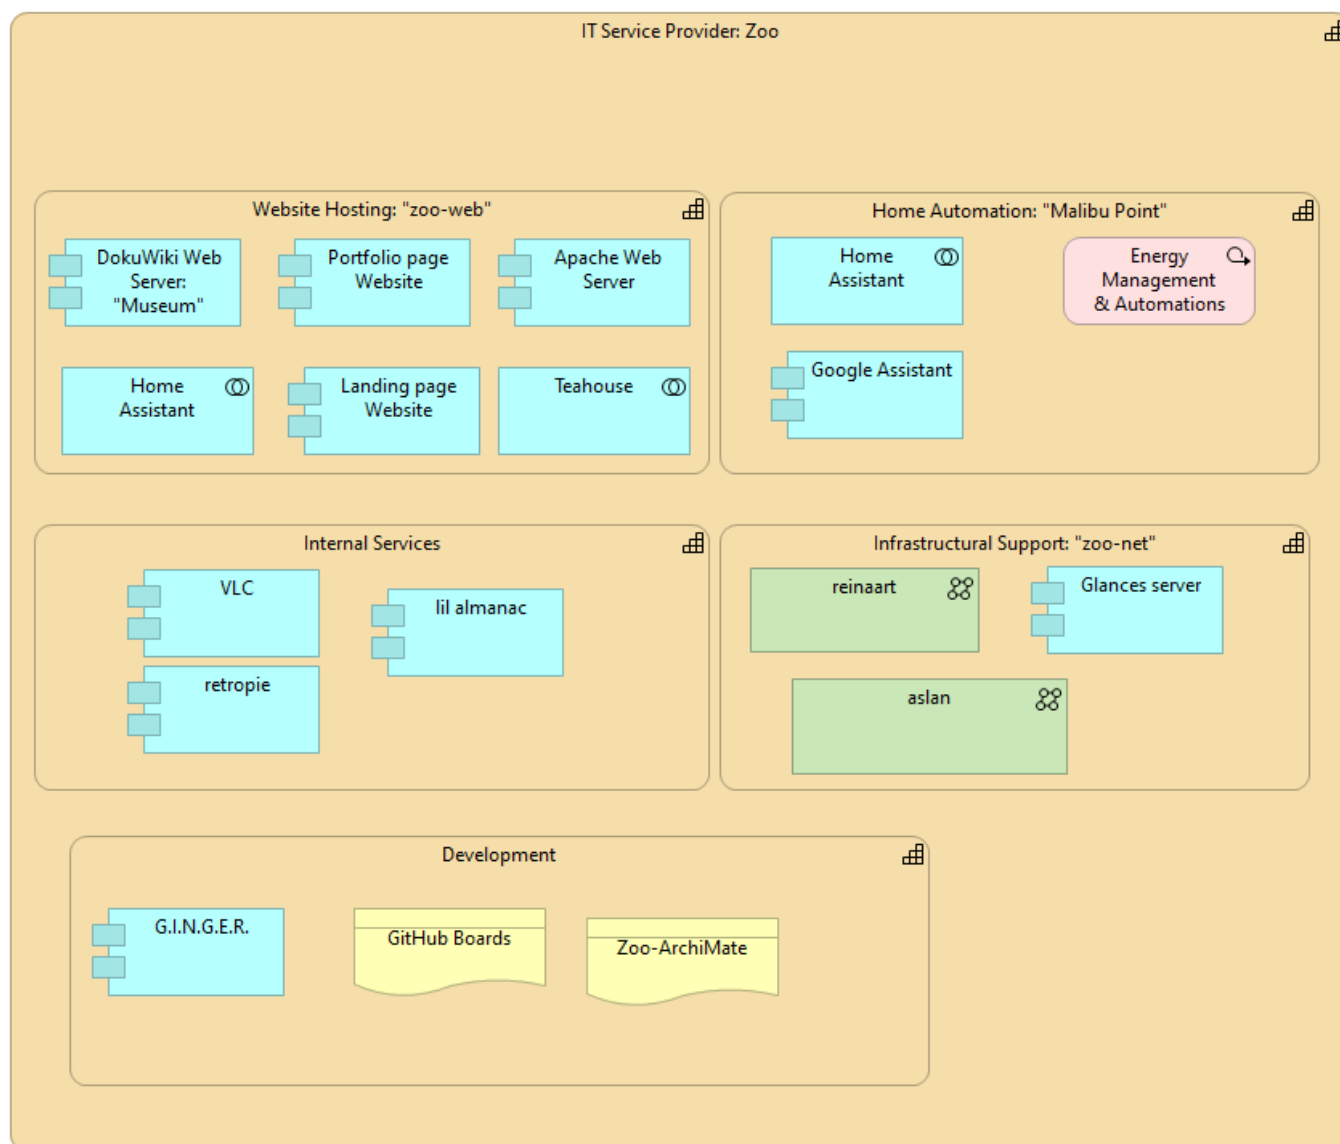 IT Service Provider: Zoo
Website Hosting: "zoo-web"
DokuWiki Web
Server:
"Museum"
Portfolio page
Website
Apache Web
Server
Home
Assistant
Landing page
Website
Teahouse
Home Automation: "Malibu Point"
Home
Assistant
Energy
Management
& Automations
Google Assistant
Internal Services
VLC
lil almanac
retropie
Infrastructural Support: "zoo-net"
reinaart
Glances server
aslan
Development
G.I.N.G.E.R.
GitHub Boards
Zoo-ArchiMate